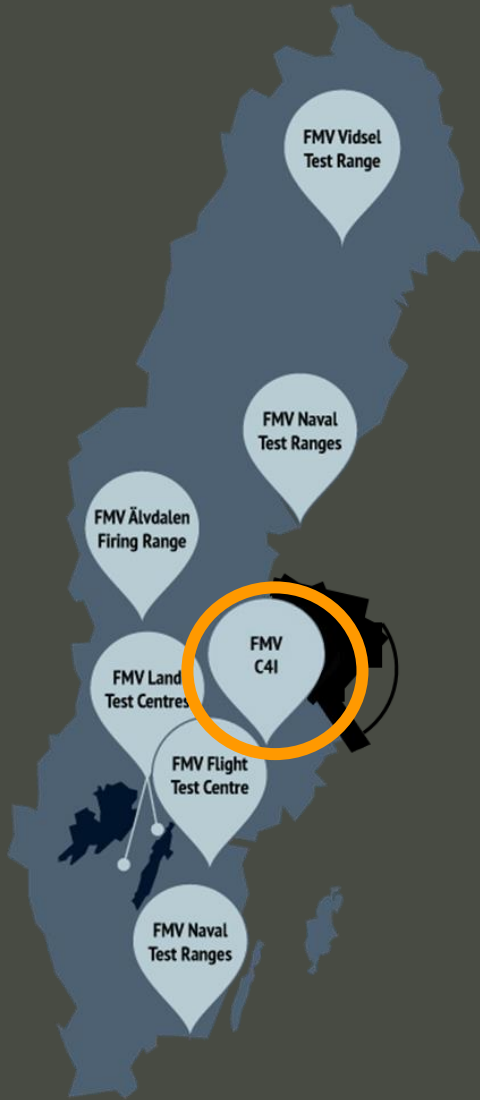 FMV Vidsel
Test Range
FMV Naval
Test Ranges
FMV Älvdalen
Firing Range
FMV
C4I
FMV Land
Test Centres
FMV Flight
Test Centre
FMV Naval
Test Ranges